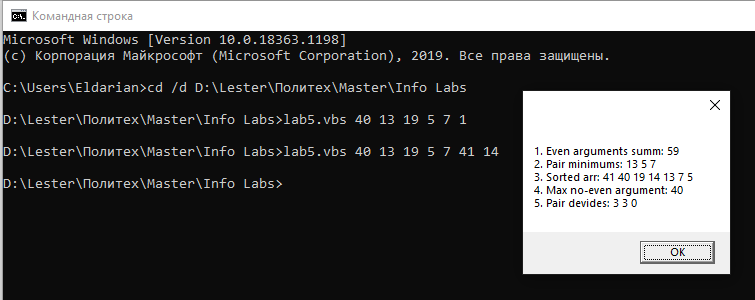 Командная строка
Microsoft Windows [Version 10.0.18363.1198]
(c) Корпорация Майкрософт (Microsoft Corporation), 2019. Все права защищены.
C:\Users\Eldarian>cd /d D:\Lester\Политех\Master\Info Labs
D:\Lester\Политех\Master\Info Labs>lab5.vbs 40 13 19 5 7 1
D:\Lester\Политех\Master\Info Labs>lab5.vbs 40 13 19 5 7 41 14
D:\Lester\Политех\Master\Info Labs>
1. Even arguments summ: 59
2. Pair minimums: 13 5 7
3. Sorted arr: 41 40 19 14 13 7 5
4. Max no-even argument: 40
5. Pair devides: 3 3 0
OK